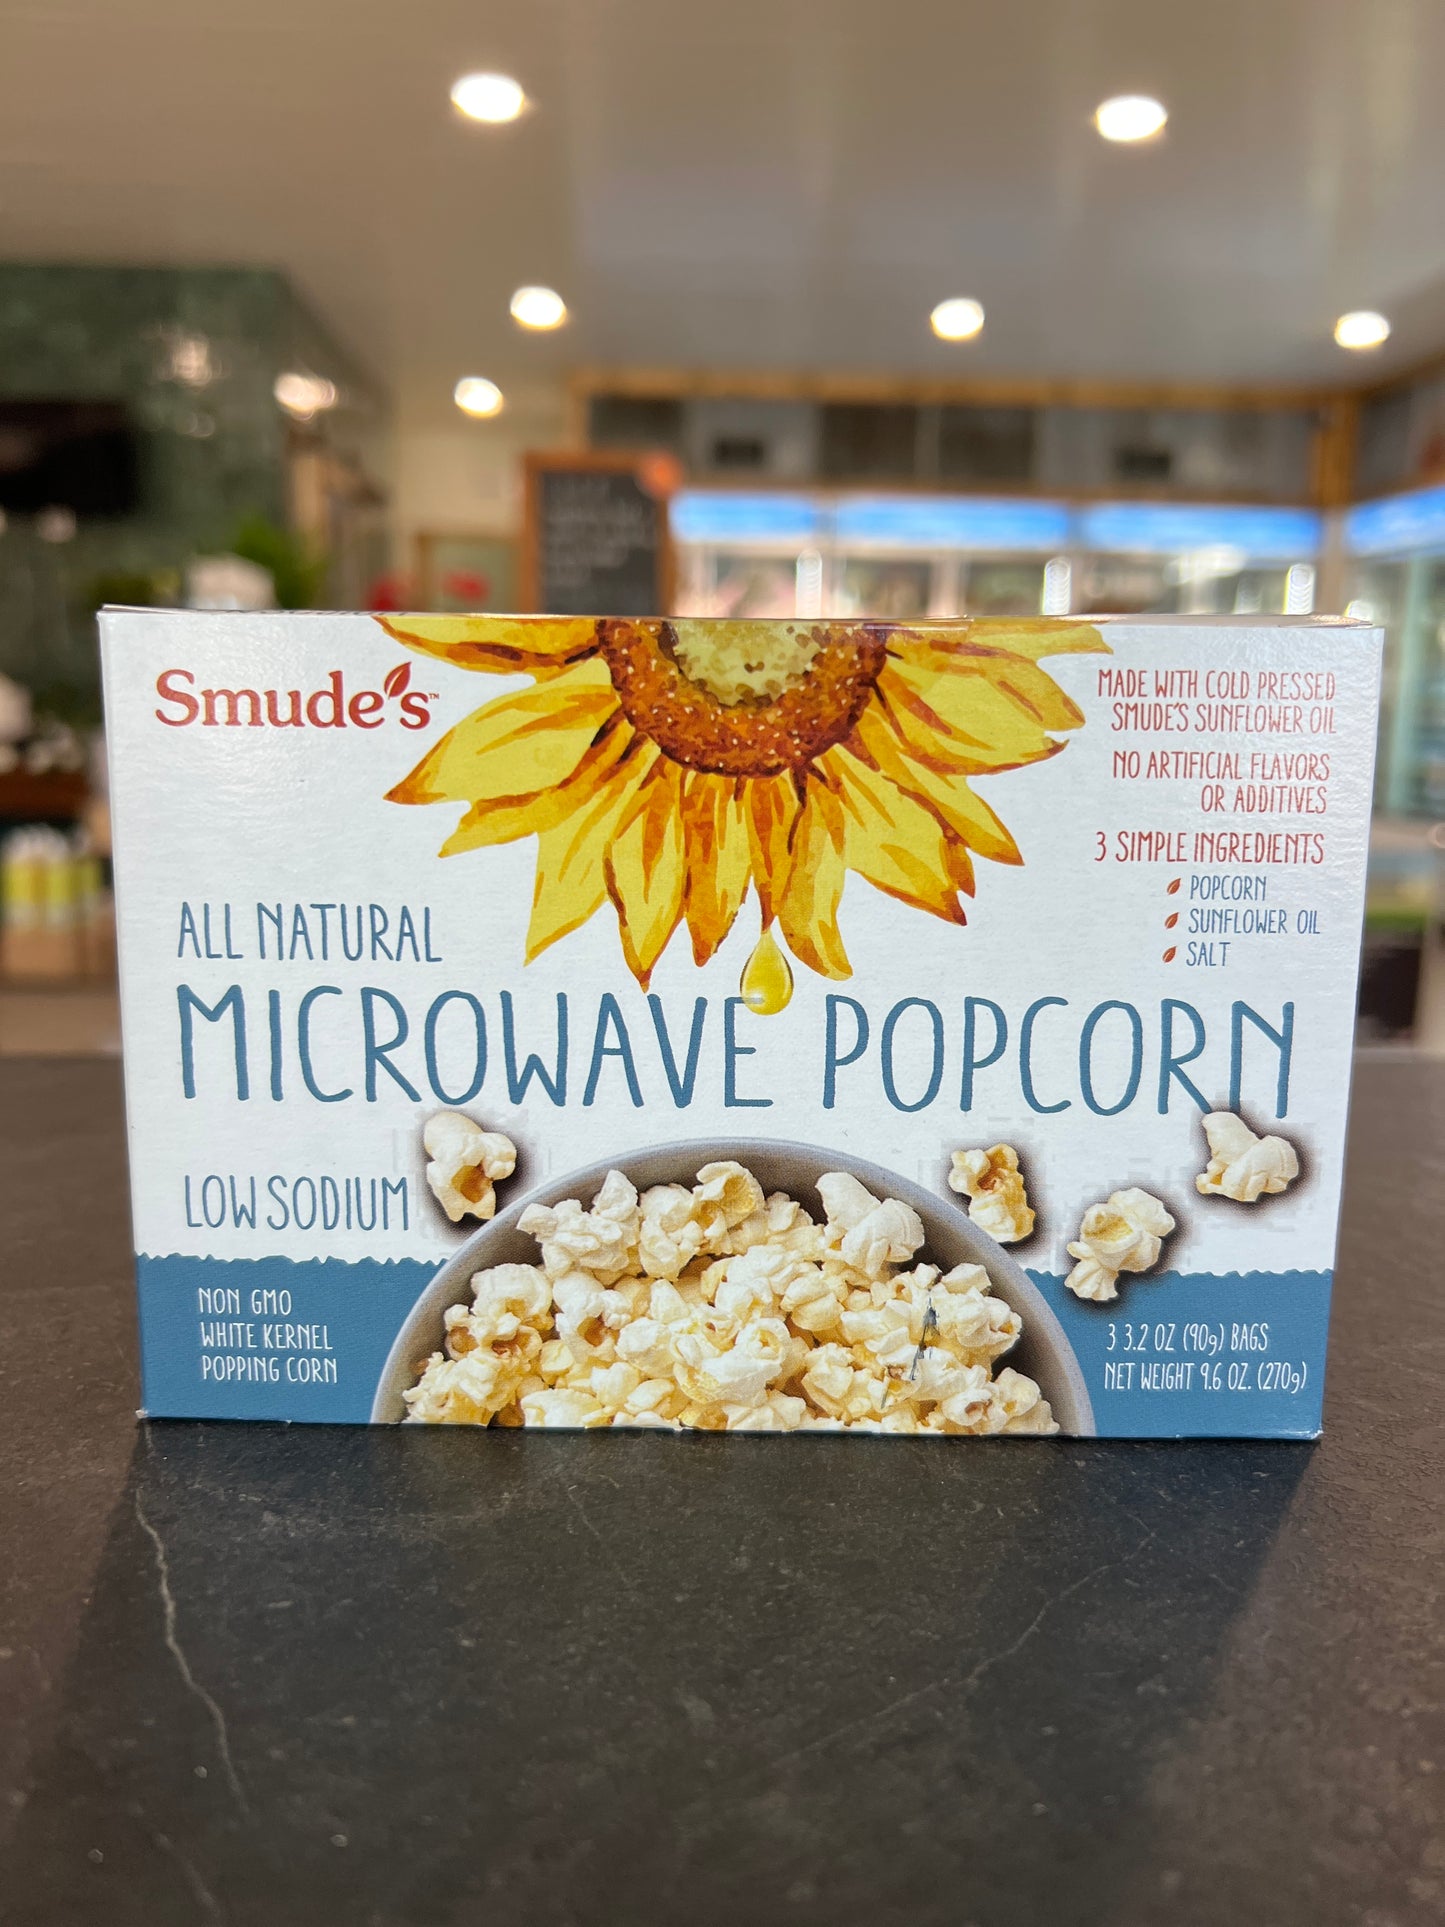 Smude's™
MADE WITH COLD PRESSED
SMUDE'S SUNFLOWER OIL
NO ARTIFICIAL FLAVORS
OR ADDITIVES
3 SIMPLE INGREDIENTS
POPCORN
SUNFLOWER OIL
SALT
ALL NATURAL
MICROWAVE POPCORN
LOW SODIUM
NON GMO
WHITE KERNEL
POPPING CORN
3 3.2 OZ (90g) BAGS
NET WEIGHT 9.6 OZ. (270g)